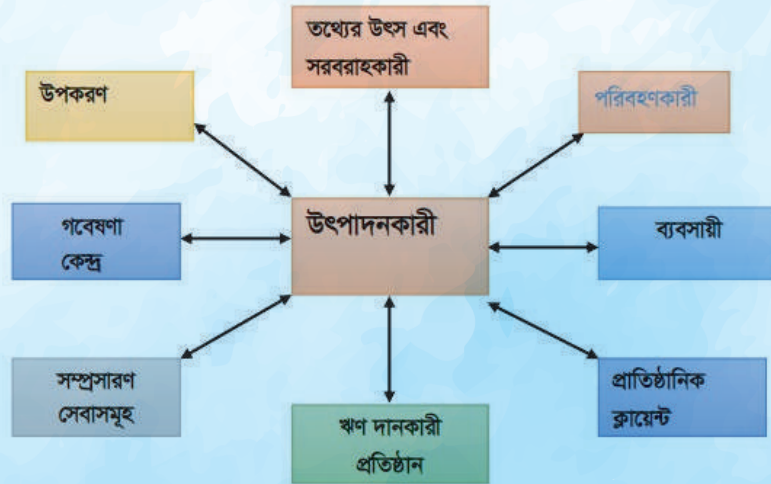 তথ্যের উৎস এবং
সরবরাহকারী
উপকরণ
পরিবহণকারী
গবেষণা
কেন্দ্র
উৎপাদনকারী
ব্যবসায়ী
সম্প্রসারণ
সেবাসমূহ
ঋণ দানকারী
প্রতিষ্ঠান
প্রাতিষ্ঠানিক
ক্লায়েন্ট